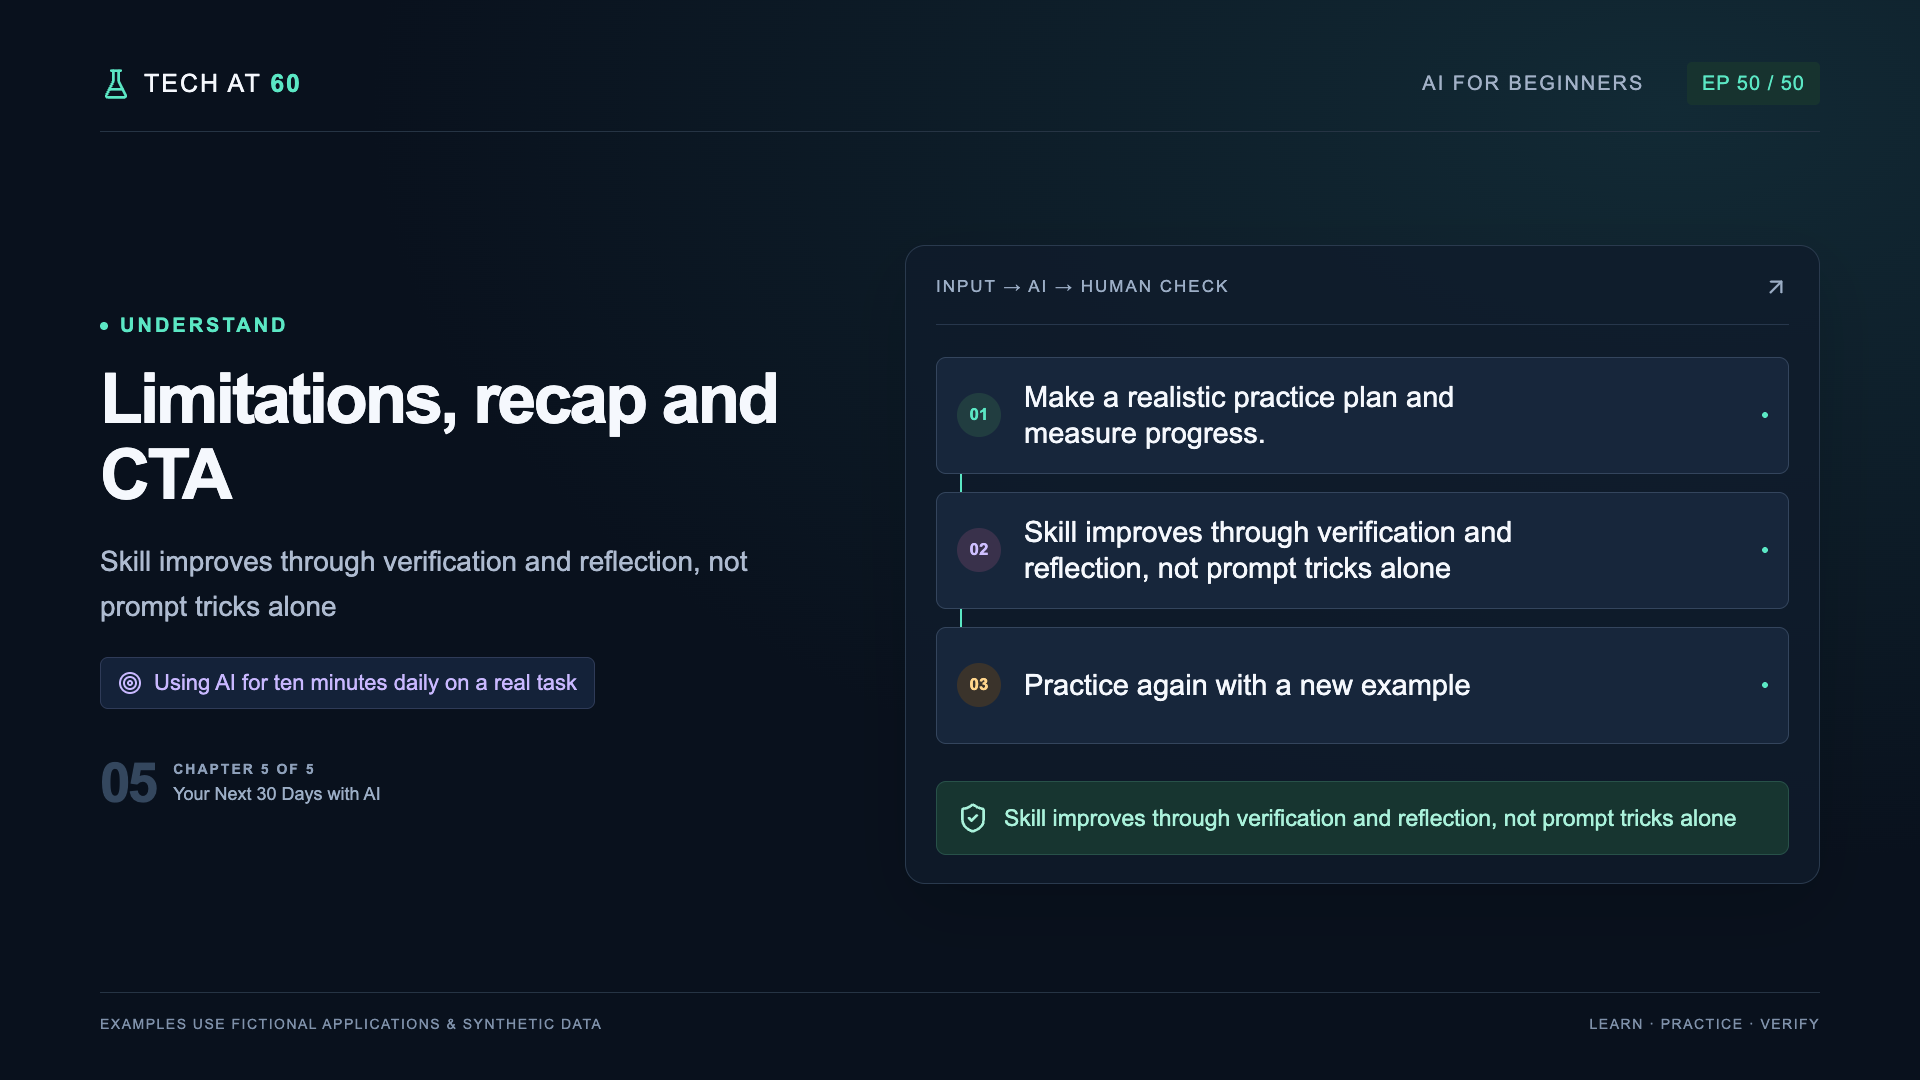 TECH AT 60
AI FOR BEGINNERS
EP 50 / 50
UNDERSTAND
Limitations, recap and
CTA
Skill improves through verification and reflection, not
prompt tricks alone
Using AI for ten minutes daily on a real task
05
CHAPTER 5 OF 5
Your Next 30 Days with AI
INPUT → AI → HUMAN CHECK
01
Make a realistic practice plan and
measure progress.
02
Skill improves through verification and
reflection, not prompt tricks alone
03
Practice again with a new example
Skill improves through verification and reflection, not prompt tricks alone
EXAMPLES USE FICTIONAL APPLICATIONS & SYNTHETIC DATA
LEARN · PRACTICE · VERIFY